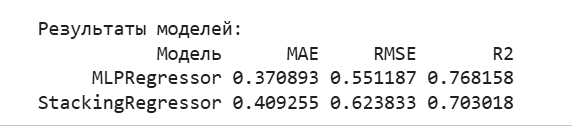 Результаты моделей:
Модель MAE RMSE R2
MLPRegressor 0.370893 0.551187 0.768158
StackingRegressor 0.409255 0.623833 0.703018